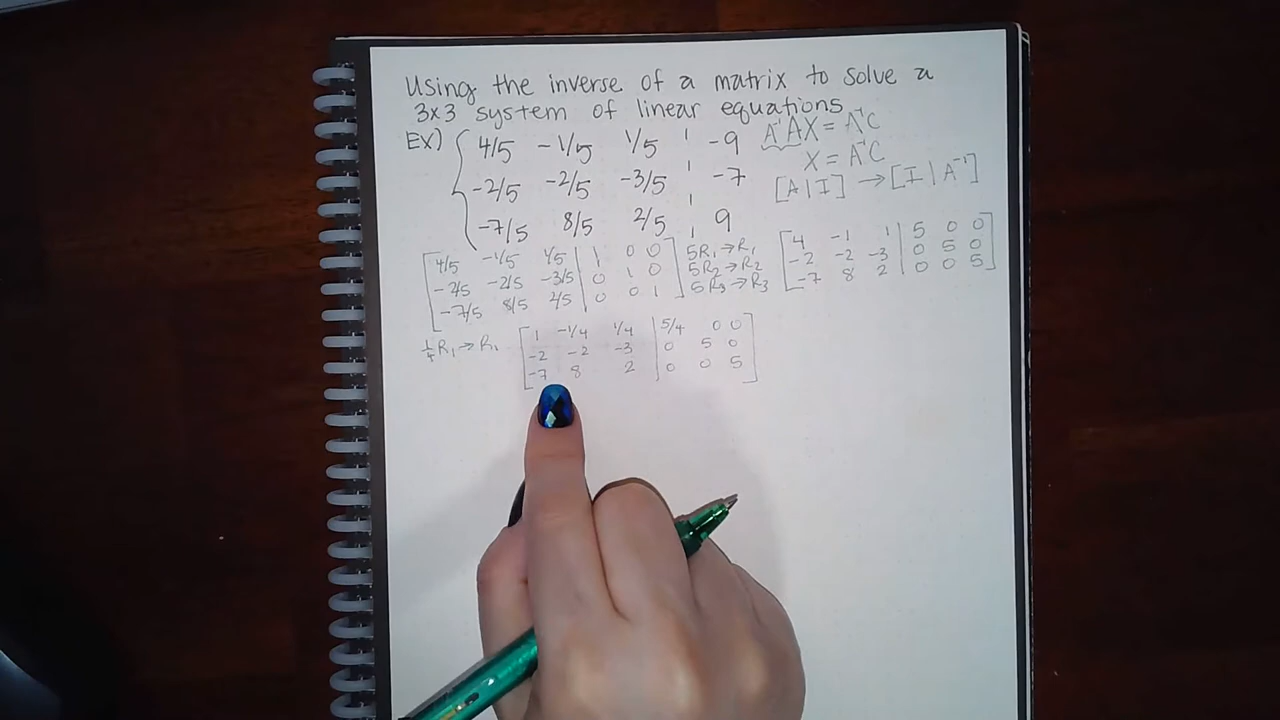 Using the inverse of a matrix to solve a
3x3 system of linear equations
EX) { 4/5 -1/5 1/5 | -9
-2/5 -2/5 -3/5 | -7
-7/5 8/5 2/5 | 9
A⁻¹AX = A⁻¹C
X = A⁻¹C
[A | I] → [I | A⁻¹]
[ 4/5 -1/5 1/5 | 1 0 0 ] 5R₁→R₁
[ -2/5 -2/5 -3/5 | 0 1 0 ] 5R₂→R₂
[ -7/5 8/5 2/5 | 0 0 1 ] 5R₃→R₃
[ 4 -1 1 | 5 0 0 ]
[ -2 -2 -3 | 0 5 0 ]
[ -7 8 2 | 0 0 5 ]
¼R₁→R₁ [ 1 -1/4 1/4 | 5/4 0 0 ]
[ -2 -2 -3 | 0 5 0 ]
[ -7 8 2 | 0 0 5 ]